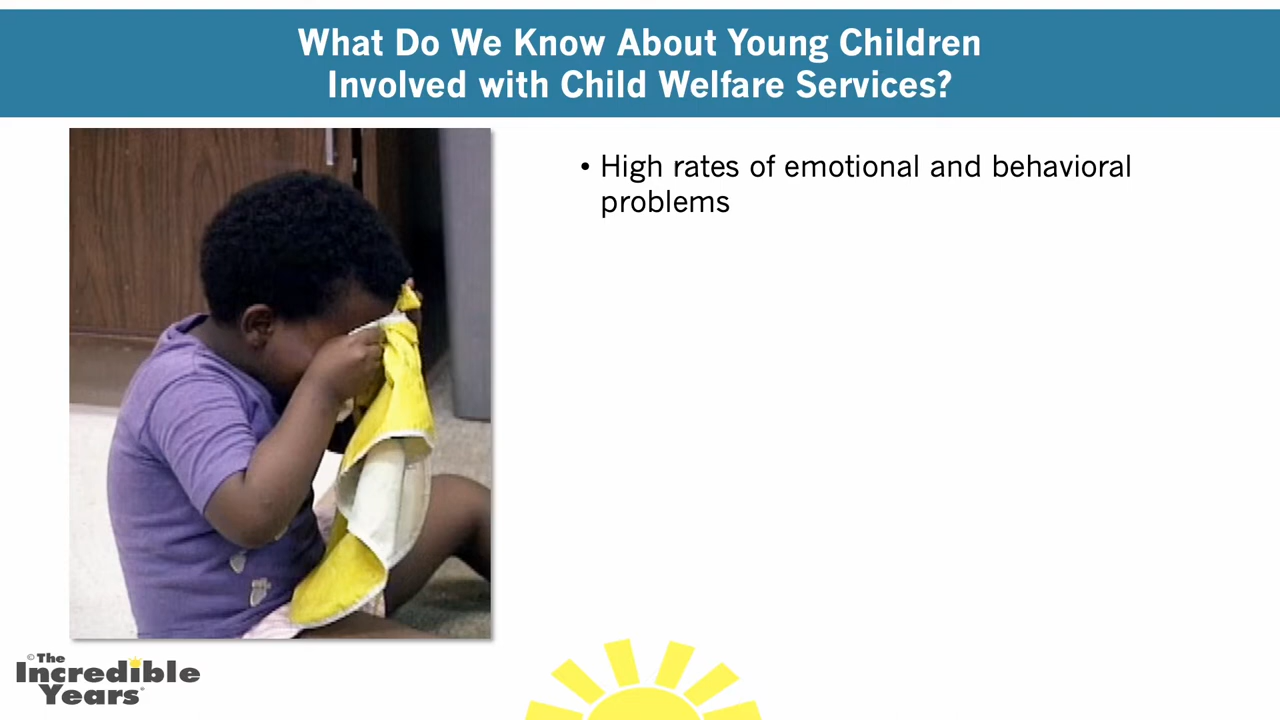 What Do We Know About Young Children
Involved with Child Welfare Services?
• High rates of emotional and behavioral
problems
© The
Incredible
Years®